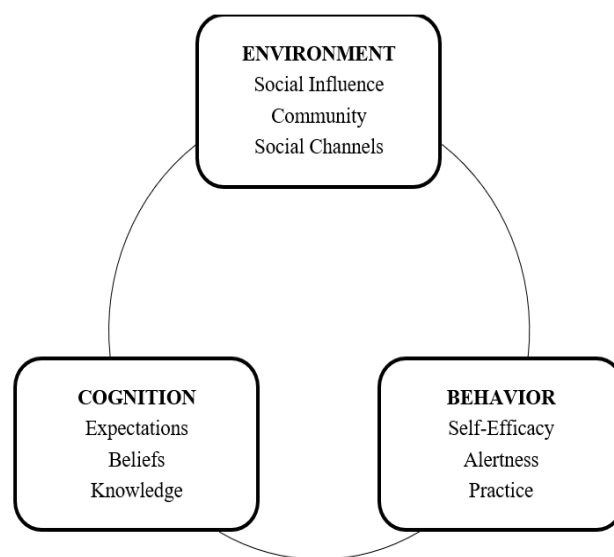 ENVIRONMENT
Social Influence
Community
Social Channels
COGNITION
Expectations
Beliefs
Knowledge
BEHAVIOR
Self-Efficacy
Alertness
Practice